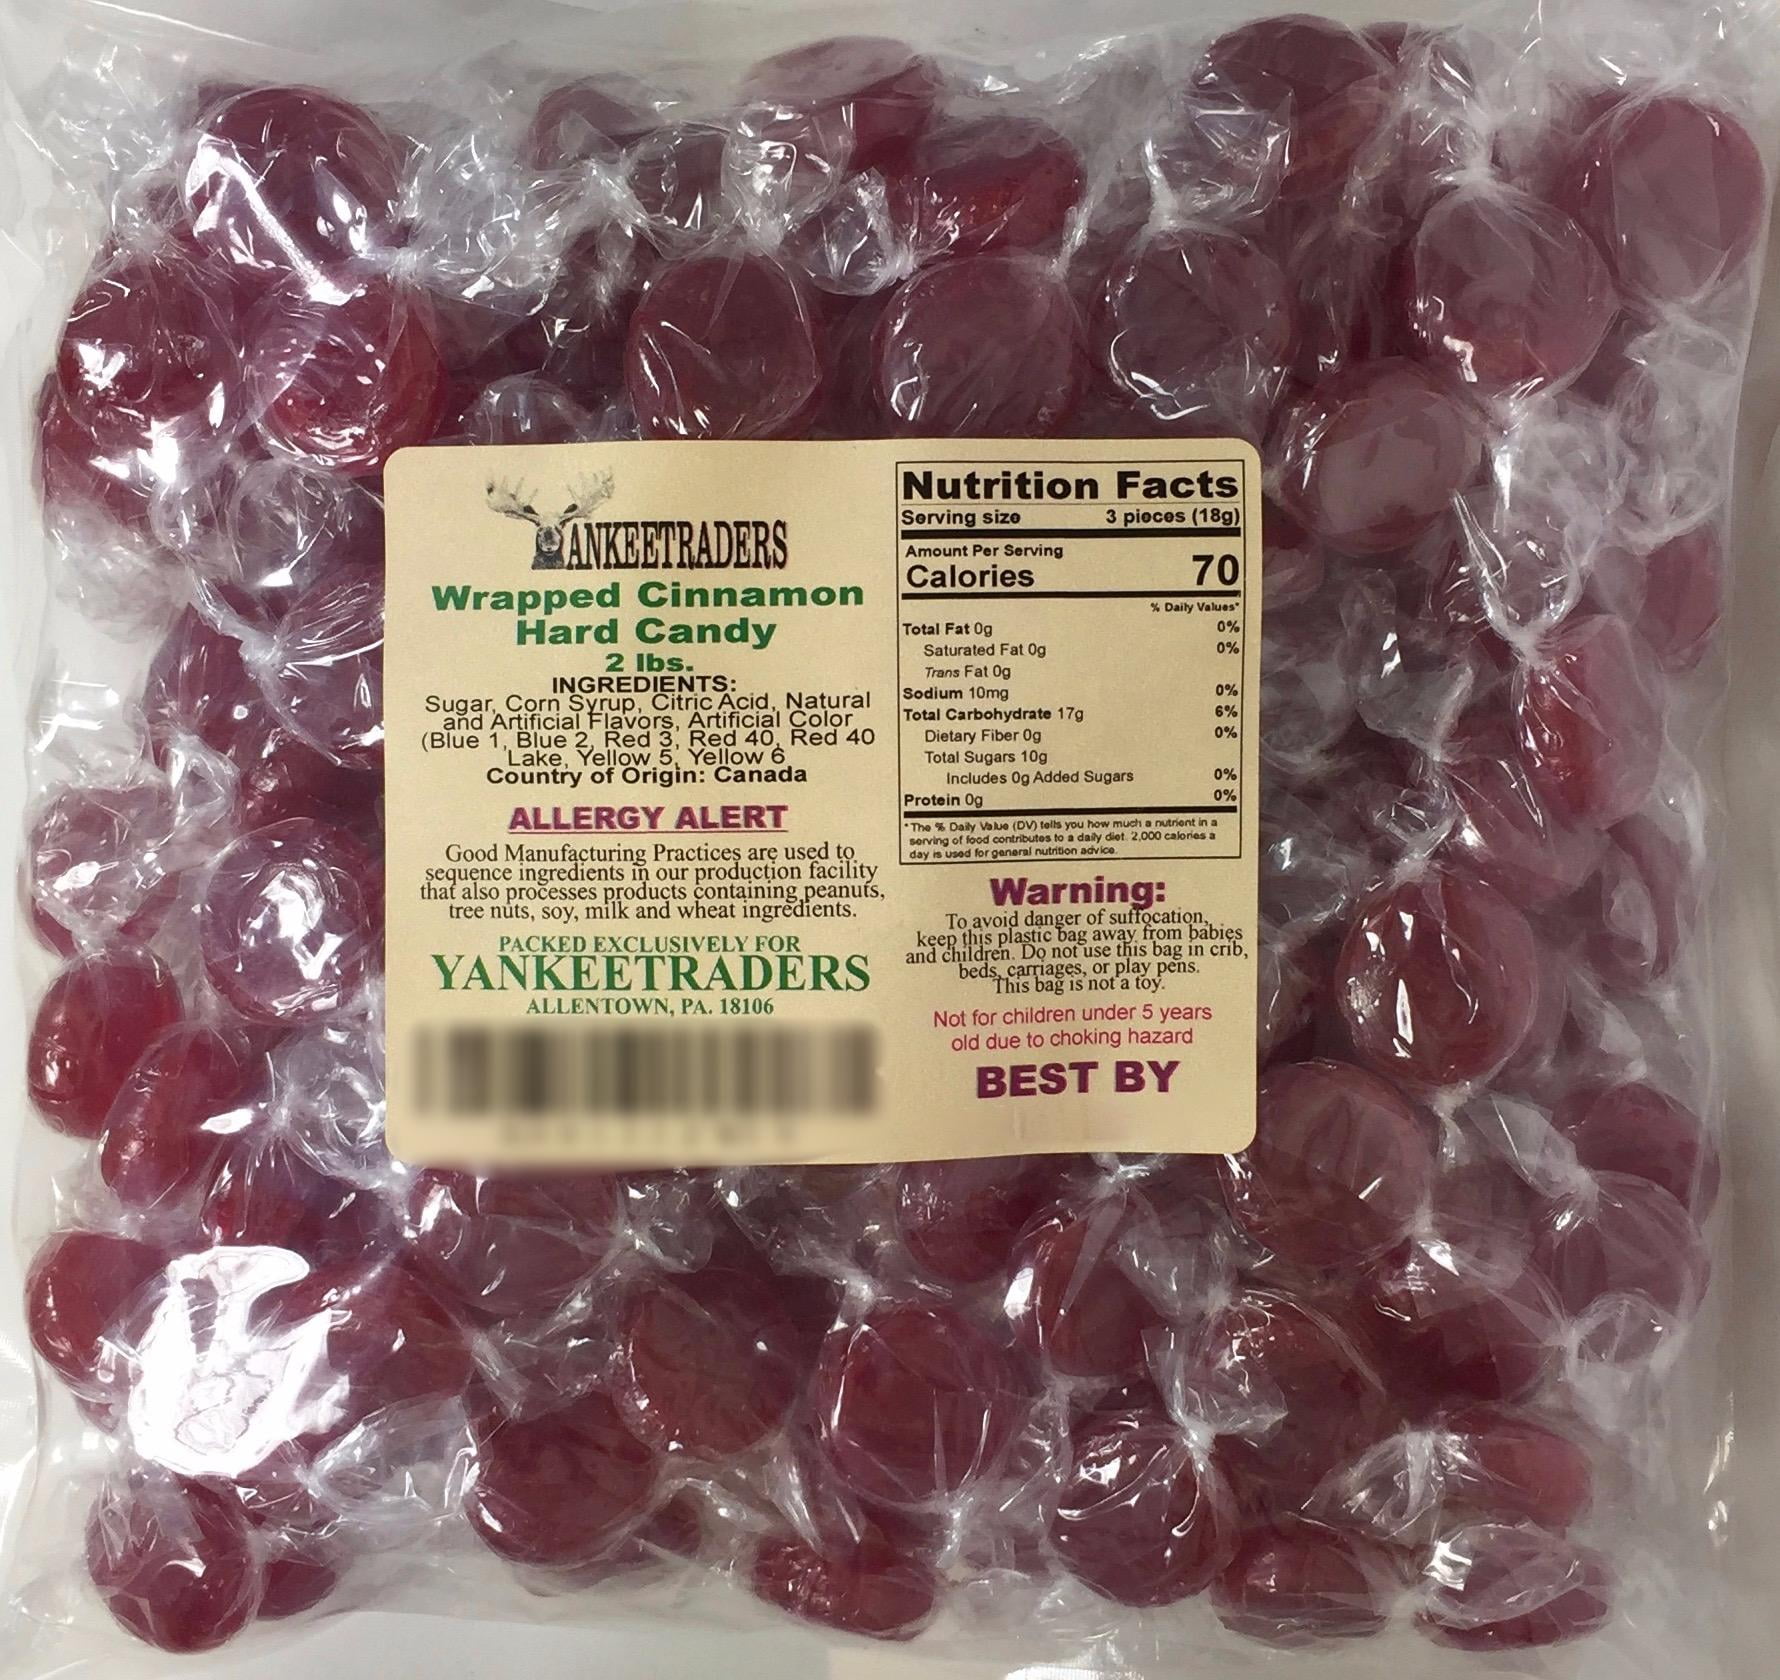 YANKEETRADERS
Wrapped Cinnamon
Hard Candy
2 lbs.
INGREDIENTS:
Sugar, Corn Syrup, Citric Acid, Natural
and Artificial Flavors, Artificial Color
(Blue 1, Blue 2, Red 3, Red 40, Red 40
Lake, Yellow 5, Yellow 6
Country of Origin: Canada
ALLERGY ALERT
Good Manufacturing Practices are used to
sequence ingredients in our production facility
that also processes products containing peanuts,
tree nuts, soy, milk and wheat ingredients.
PACKED EXCLUSIVELY FOR
YANKEETRADERS
ALLENTOWN, PA. 18106
Nutrition Facts
Serving size 3 pieces (18g)
Amount Per Serving
Calories 70
% Daily Values*
Total Fat 0g 0%
Saturated Fat 0g 0%
Trans Fat 0g
Sodium 10mg 0%
Total Carbohydrate 17g 6%
Dietary Fiber 0g 0%
Total Sugars 10g
Includes 0g Added Sugars 0%
Protein 0g 0%
*The % Daily Value (DV) tells you how much a nutrient in a
serving of food contributes to a daily diet. 2,000 calories a
day is used for general nutrition advice.
Warning:
To avoid danger of suffocation,
keep this plastic bag away from babies
and children. Do not use this bag in crib,
beds, carriages, or play pens.
This bag is not a toy.
Not for children under 5 years
old due to choking hazard
BEST BY